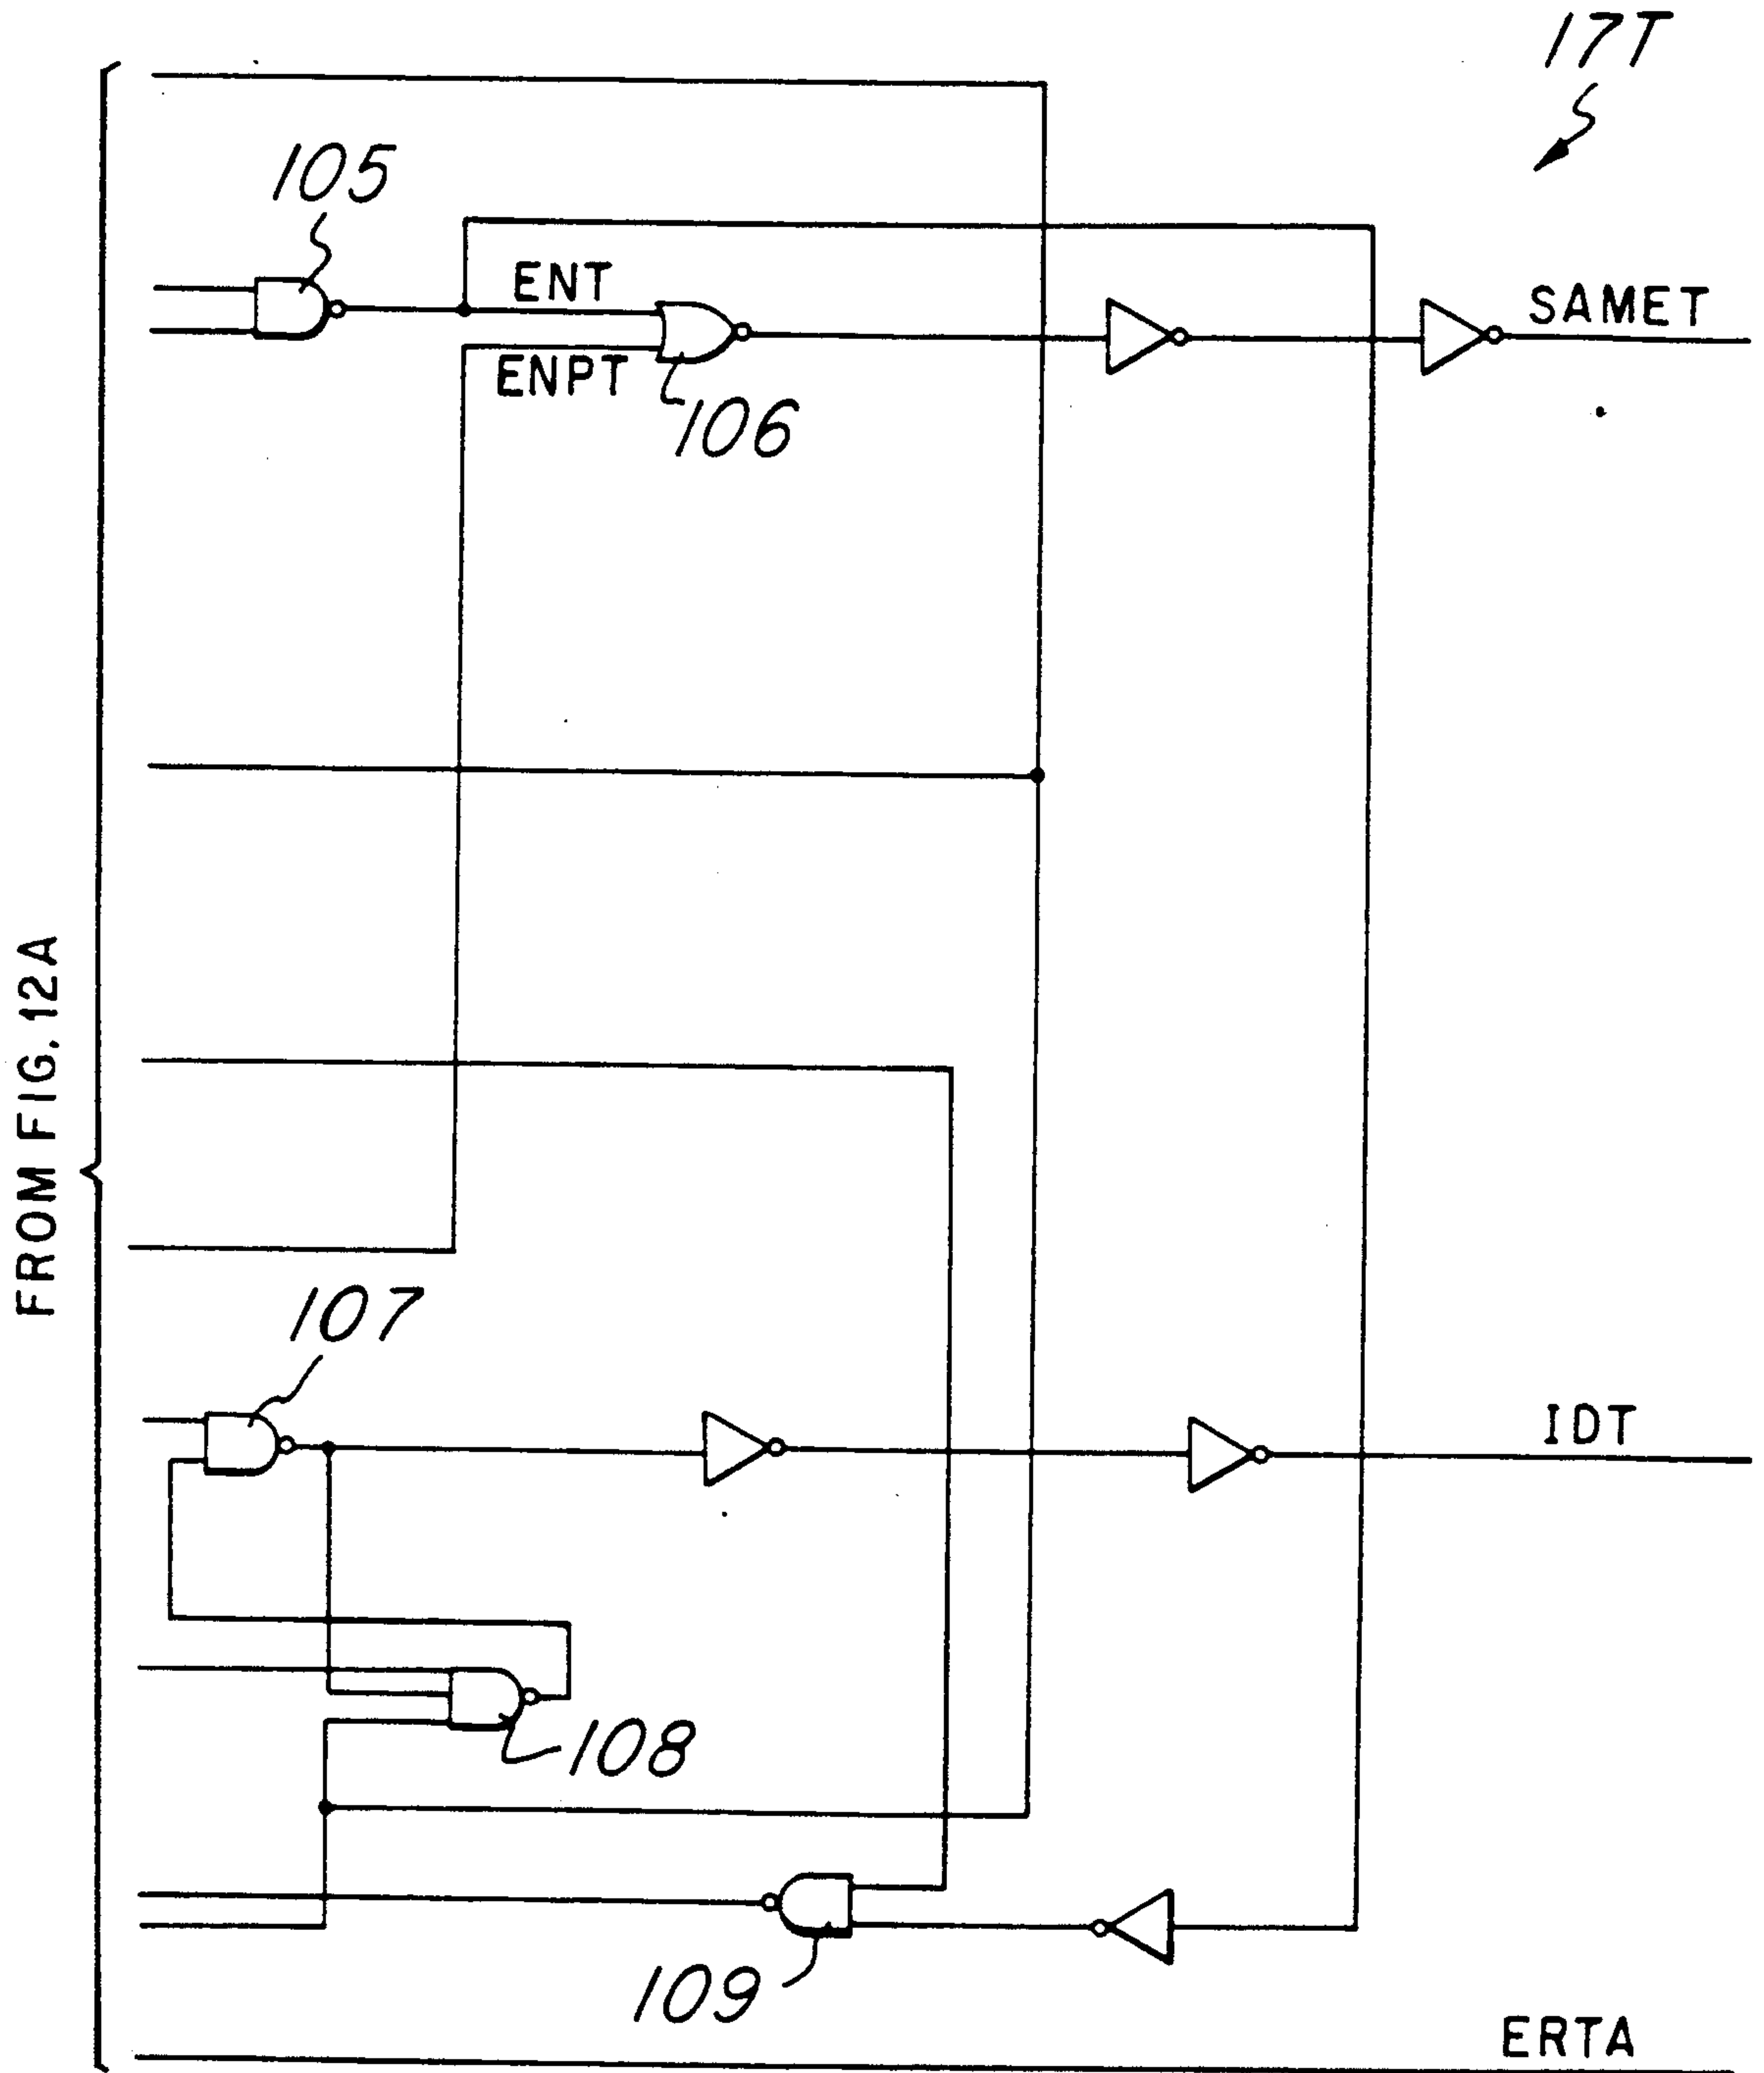 17T
105
ENT
SAMET
ENPT
106
FROM FIG. 12A
107
IDT
108
109
ERTA